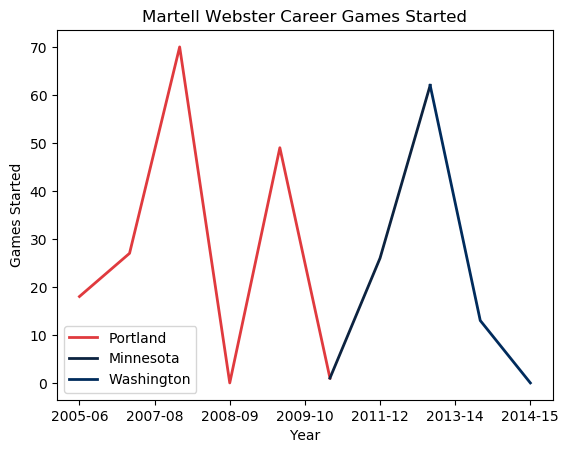 Martell Webster Career Games Started
70
60
50
40
30
20
10
0
Games Started
Portland
Minnesota
Washington
2005-06 2007-08 2008-09 2009-10 2011-12 2013-14 2014-15
Year